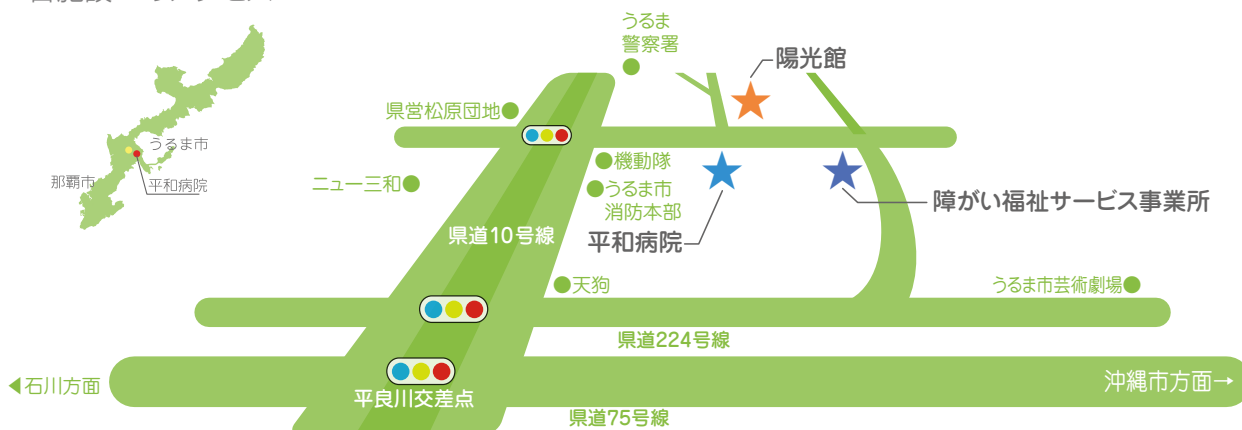 うるま
警察署
陽光館
県営松原団地
うるま市
那覇市
平和病院
ニュー三和
機動隊
うるま市
消防本部
平和病院
障がい福祉サービス事業所
県道10号線
天狗
うるま市芸術劇場
県道224号線
石川方面
平良川交差点
沖縄市方面→
県道75号線